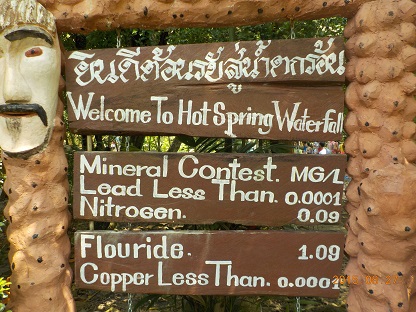 ยินดีต้อนรับสู่น้ำตกร้อน
Welcome To Hot Spring Waterfall
Mineral Contest. MG/L
Lead Less Than. 0.0001
Nitrogen. 0.09
Flouride. 1.09
Copper Less Than. 0.0001